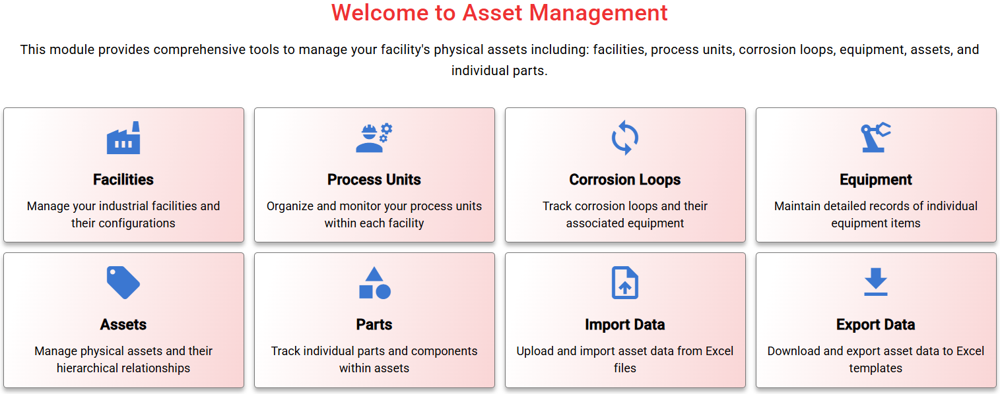 Welcome to Asset Management
This module provides comprehensive tools to manage your facility's physical assets including: facilities, process units, corrosion loops, equipment, assets, and
individual parts.
Facilities
Manage your industrial facilities and
their configurations
Process Units
Organize and monitor your process units
within each facility
Corrosion Loops
Track corrosion loops and their
associated equipment
Equipment
Maintain detailed records of individual
equipment items
Assets
Manage physical assets and their
hierarchical relationships
Parts
Track individual parts and components
within assets
Import Data
Upload and import asset data from Excel
files
Export Data
Download and export asset data to Excel
templates